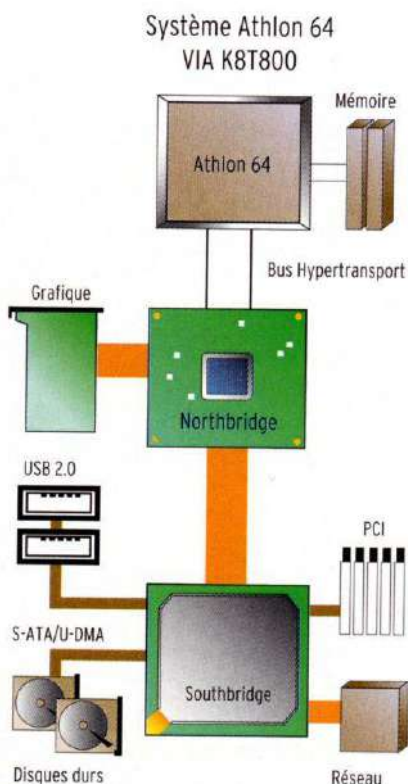 Système Athlon 64
VIA K8T800
Mémoire
Athlon 64
Bus Hypertransport
Grafique
Northbridge
USB 2.0
PCI
S-ATA/U-DMA
Southbridge
Disques durs
Réseau